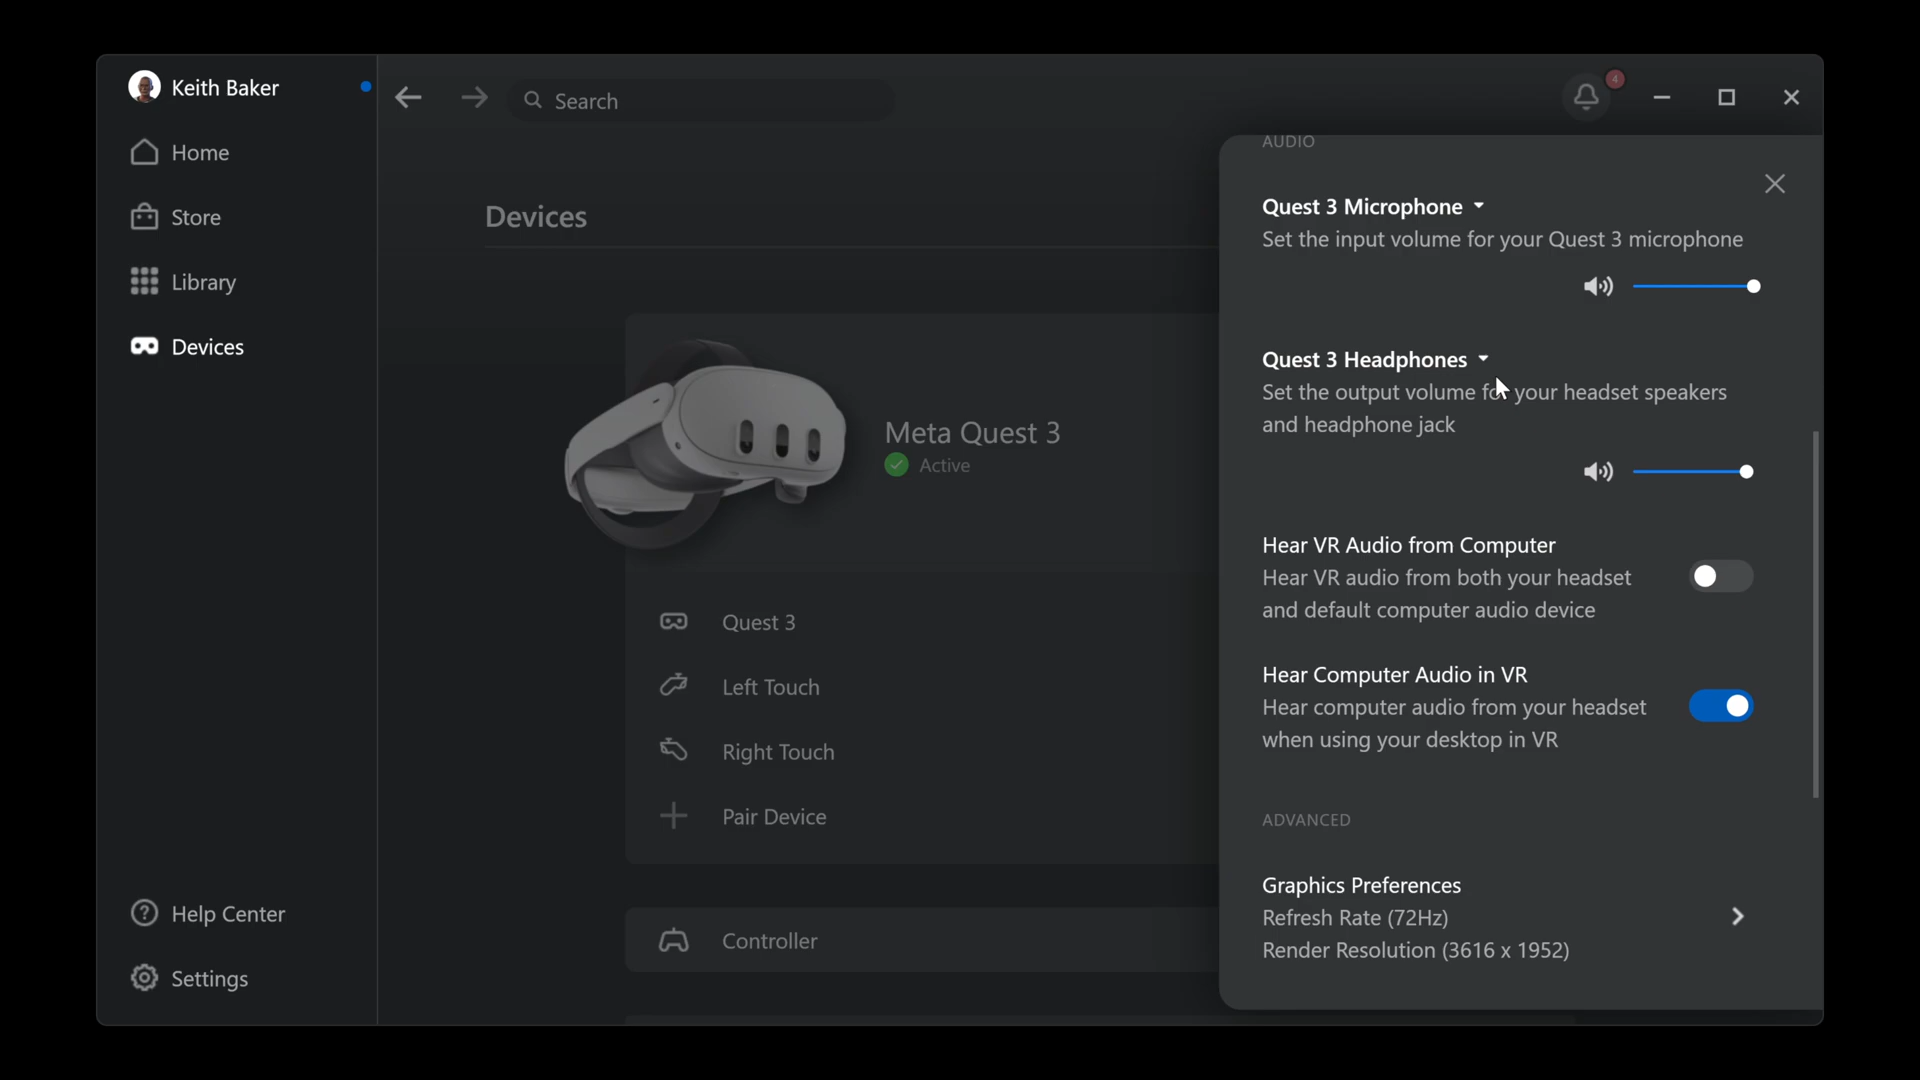 Keith Baker
Home
Store
Library
Devices
Help Center
Settings
Search
4
Devices
Meta Quest 3
Active
Quest 3
Left Touch
Right Touch
Pair Device
Controller
AUDIO
Quest 3 Microphone
Set the input volume for your Quest 3 microphone
Quest 3 Headphones
Set the output volume for your headset speakers
and headphone jack
Hear VR Audio from Computer
Hear VR audio from both your headset
and default computer audio device
Hear Computer Audio in VR
Hear computer audio from your headset
when using your desktop in VR
ADVANCED
Graphics Preferences
Refresh Rate (72Hz)
Render Resolution (3616 x 1952)